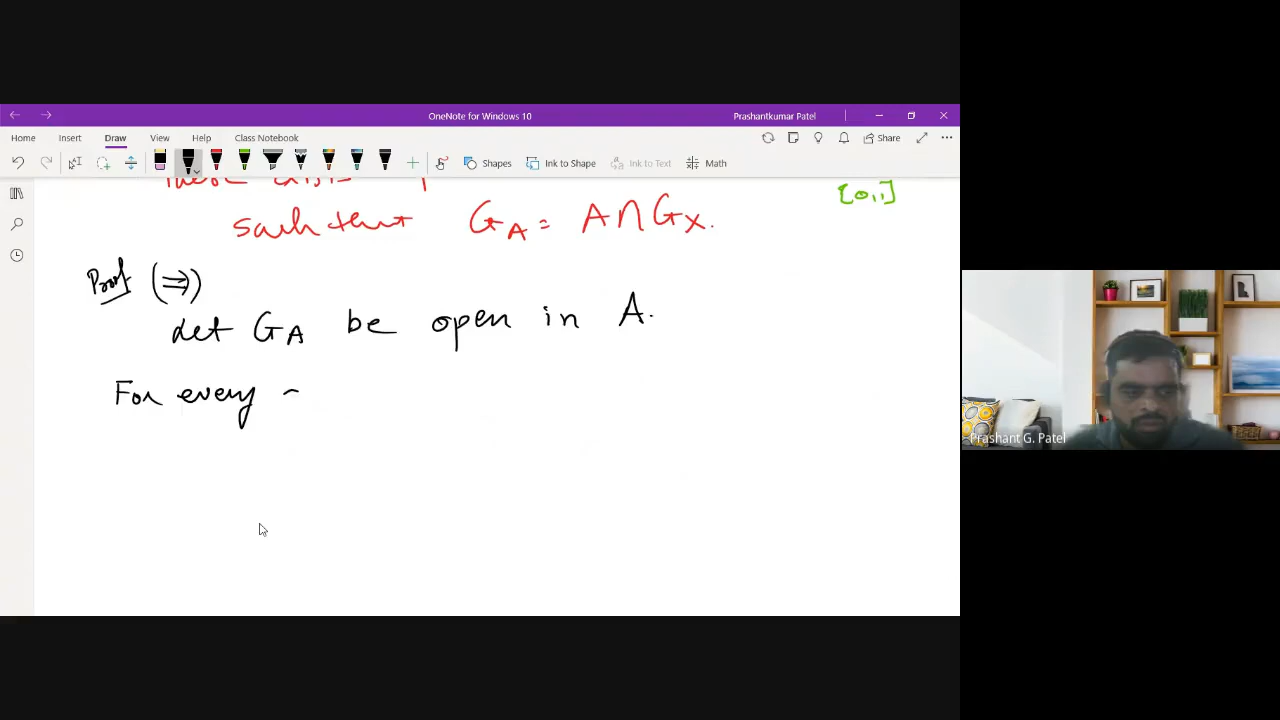 OneNote for Windows 10
Prashantkumar Patel
Home Insert Draw View Help Class Notebook
Share
Shapes Ink to Shape Ink to Text Math
there exists
[0,1]
such that G_A = A ∩ G_X.
Proof (⇒)
Let G_A be open in A.
For every
Prashant G. Patel